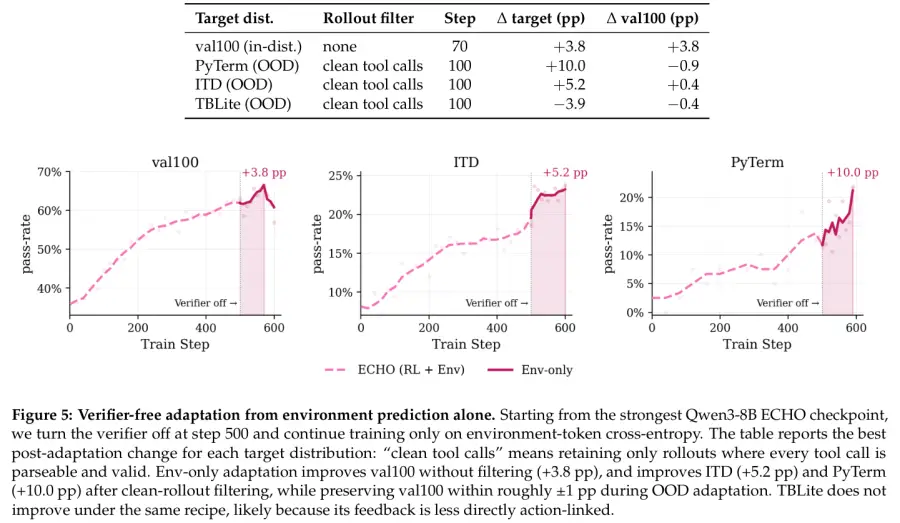 Target dist. Rollout filter Step Δ target (pp) Δ val100 (pp)
val100 (in-dist.) none 70 +3.8 +3.8
PyTerm (OOD) clean tool calls 100 +10.0 −0.9
ITD (OOD) clean tool calls 100 +5.2 +0.4
TBLite (OOD) clean tool calls 100 −3.9 −0.4
val100
+3.8 pp
70%
60%
50%
40%
pass-rate
Verifier off →
0 200 400 600
Train Step
ITD
+5.2 pp
25%
20%
15%
10%
pass-rate
Verifier off →
0 200 400 600
Train Step
PyTerm
+10.0 pp
20%
15%
10%
5%
0%
pass-rate
Verifier off →
0 200 400 600
Train Step
ECHO (RL + Env) Env-only
Figure 5: Verifier-free adaptation from environment prediction alone. Starting from the strongest Qwen3-8B ECHO checkpoint,
we turn the verifier off at step 500 and continue training only on environment-token cross-entropy. The table reports the best
post-adaptation change for each target distribution: “clean tool calls” means retaining only rollouts where every tool call is
parseable and valid. Env-only adaptation improves val100 without filtering (+3.8 pp), and improves ITD (+5.2 pp) and PyTerm
(+10.0 pp) after clean-rollout filtering, while preserving val100 within roughly ±1 pp during OOD adaptation. TBLite does not
improve under the same recipe, likely because its feedback is less directly action-linked.